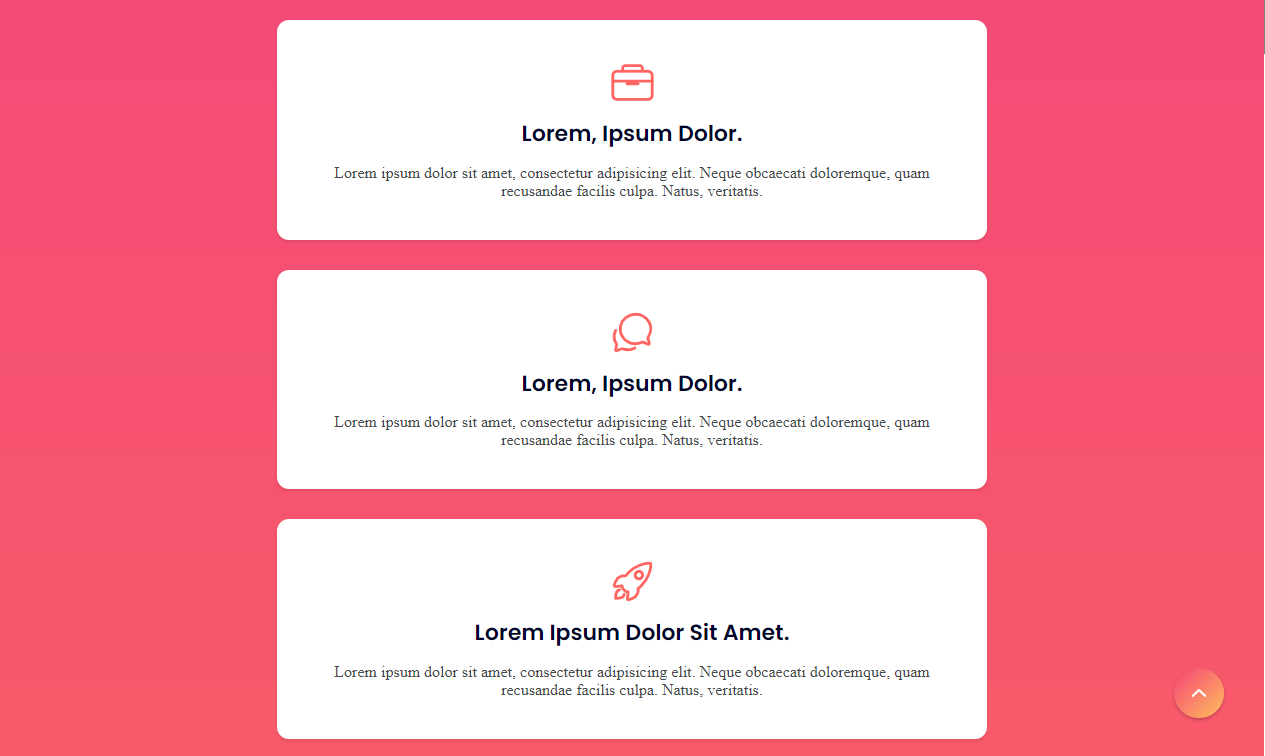 Lorem, Ipsum Dolor.
Lorem ipsum dolor sit amet, consectetur adipisicing elit. Neque obcaecati doloremque, quam
recusandae facilis culpa. Natus, veritatis.
Lorem, Ipsum Dolor.
Lorem ipsum dolor sit amet, consectetur adipisicing elit. Neque obcaecati doloremque, quam
recusandae facilis culpa. Natus, veritatis.
Lorem Ipsum Dolor Sit Amet.
Lorem ipsum dolor sit amet, consectetur adipisicing elit. Neque obcaecati doloremque, quam
recusandae facilis culpa. Natus, veritatis.